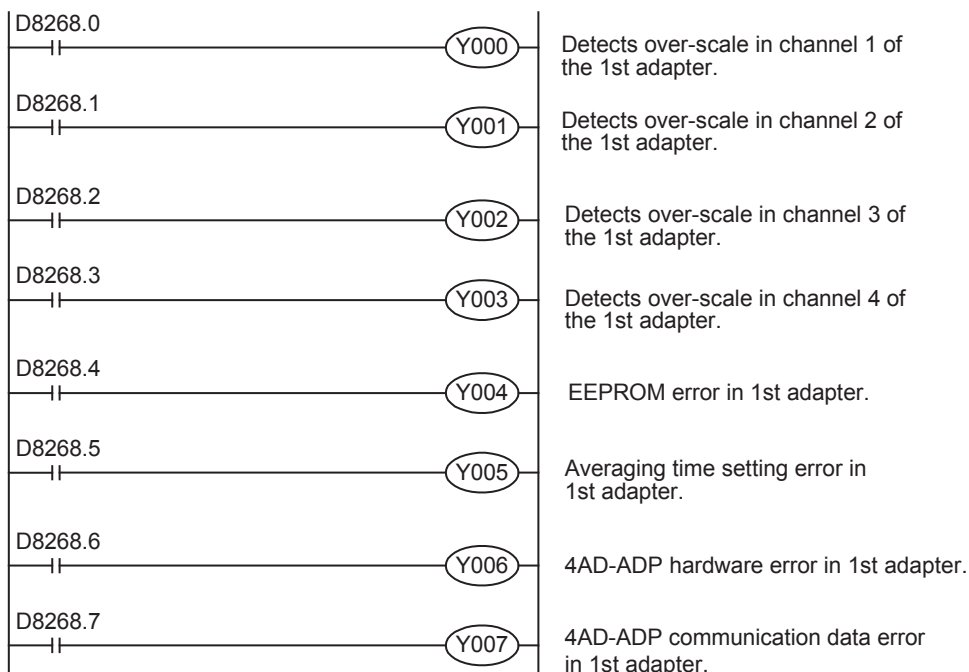 D8268.0
Y000
Detects over-scale in channel 1 of
the 1st adapter.
D8268.1
Y001
Detects over-scale in channel 2 of
the 1st adapter.
D8268.2
Y002
Detects over-scale in channel 3 of
the 1st adapter.
D8268.3
Y003
Detects over-scale in channel 4 of
the 1st adapter.
D8268.4
Y004
EEPROM error in 1st adapter.
D8268.5
Y005
Averaging time setting error in
1st adapter.
D8268.6
Y006
4AD-ADP hardware error in 1st adapter.
D8268.7
Y007
4AD-ADP communication data error
in 1st adapter.